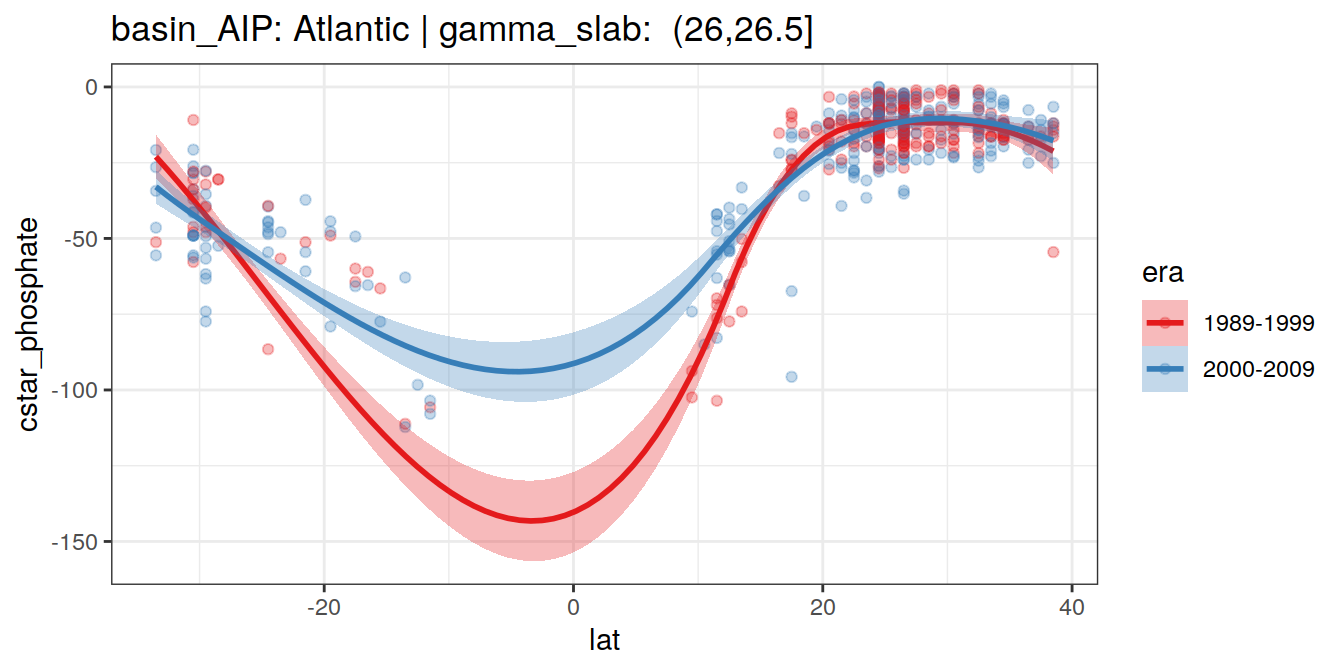 basin_AIP: Atlantic | gamma_slab:  (26,26.5]
0
-50
-100
-150
cstar_phosphate
-20
0
20
40
lat
era
1989-1999
2000-2009